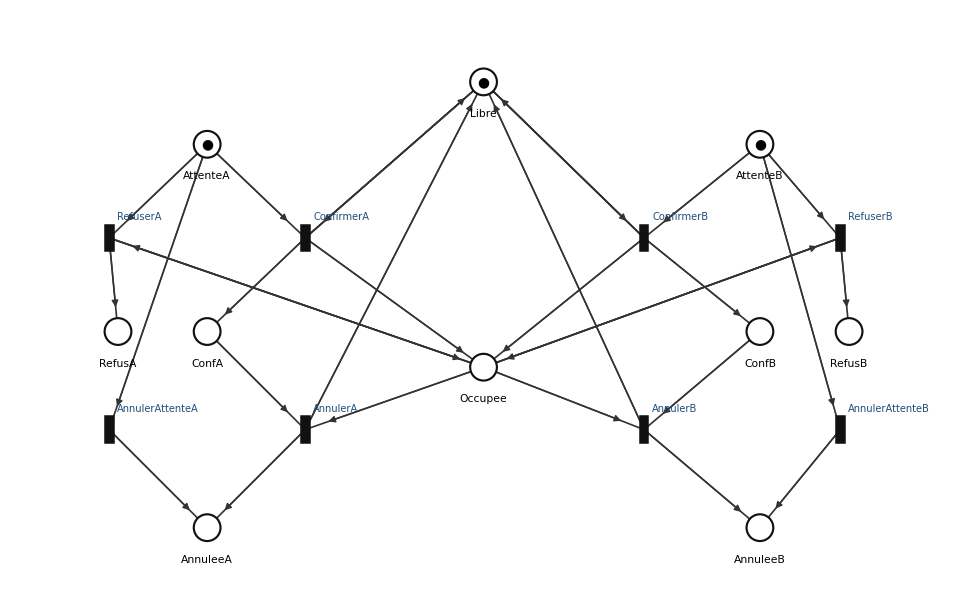 Libre
AttenteA
AttenteB
RefuserA
ConfirmerA
ConfirmerB
RefuserB
RefusA
ConfA
ConfB
RefusB
Occupee
AnnulerAttenteA
AnnulerA
AnnulerB
AnnulerAttenteB
AnnuleeA
AnnuleeB